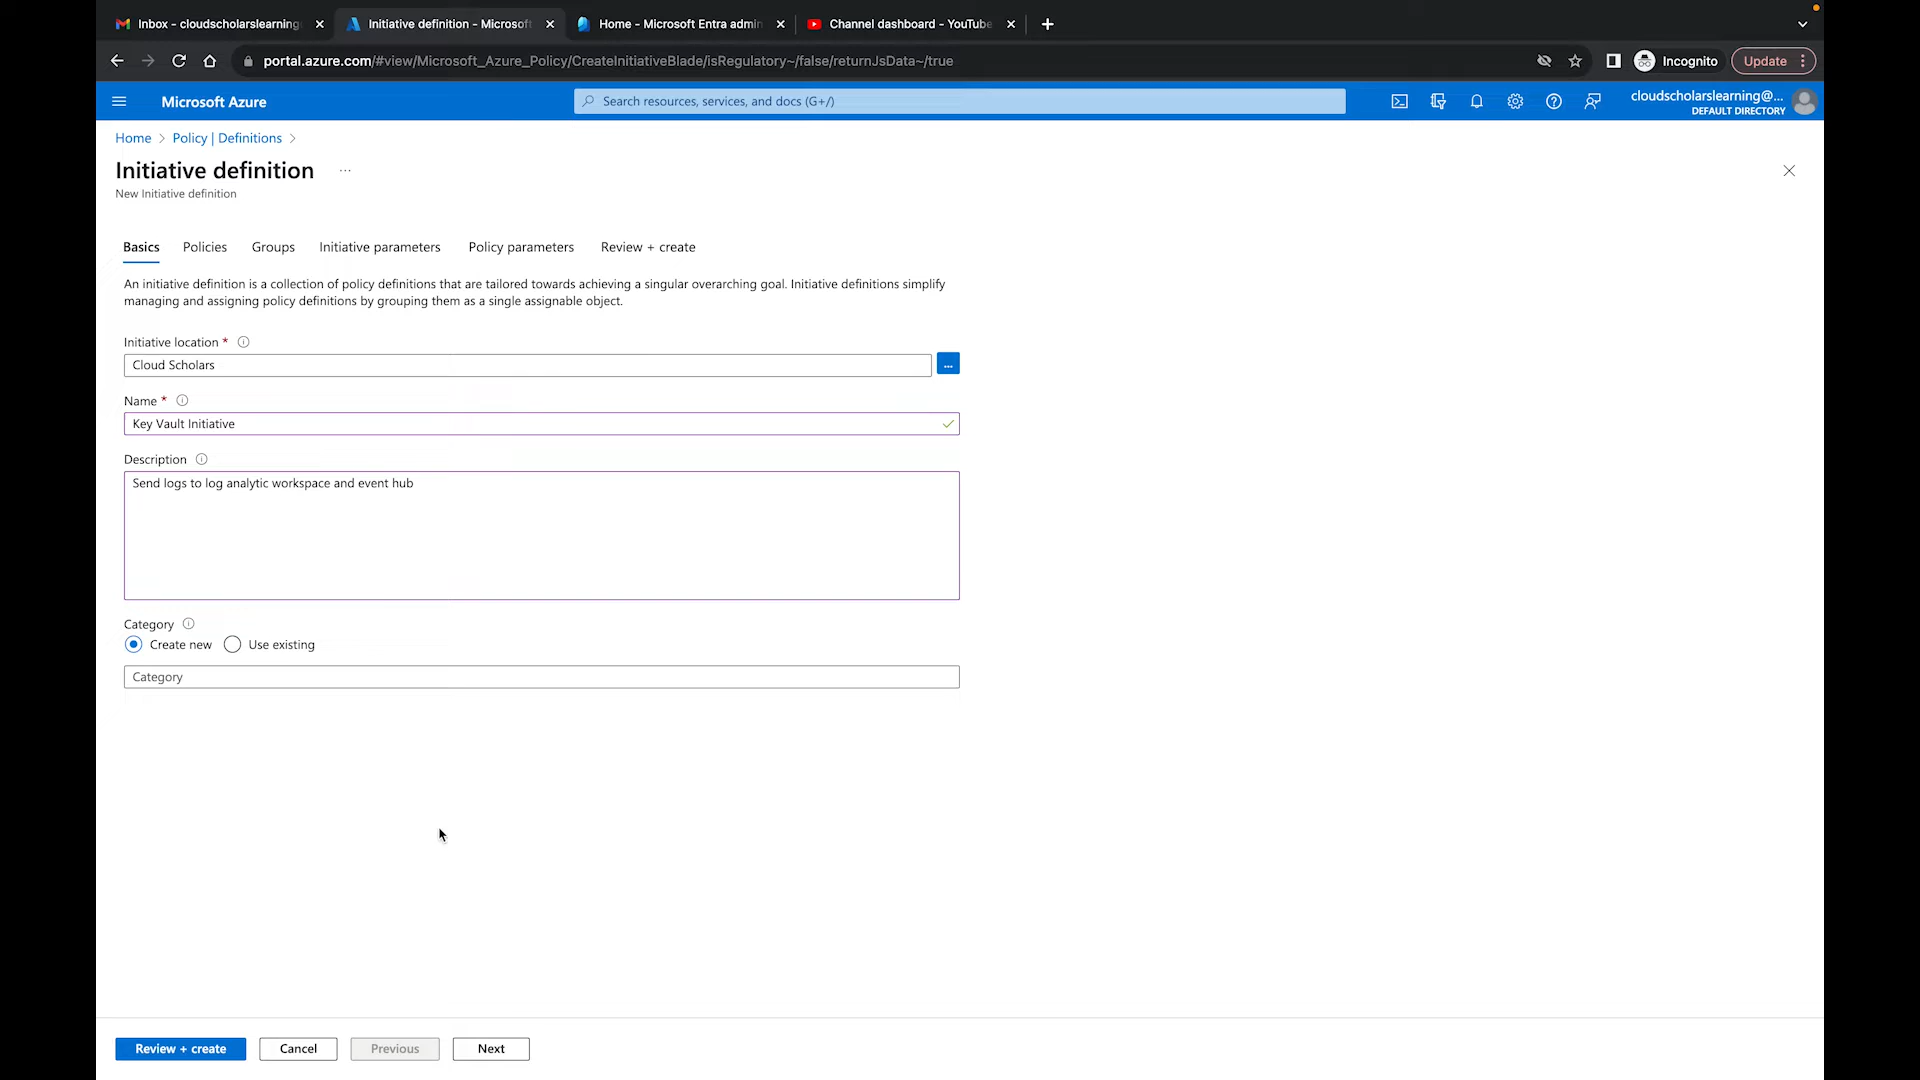 Inbox - cloudscholarslearning
Initiative definition - Microsoft
Home - Microsoft Entra admin
Channel dashboard - YouTube
portal.azure.com/#view/Microsoft_Azure_Policy/CreateInitiativeBlade/isRegulatory~/false/returnJsData~/true
Incognito
Update
Microsoft Azure
Search resources, services, and docs (G+/)
cloudscholarslearning@...
DEFAULT DIRECTORY
Home > Policy | Definitions >
Initiative definition ...
New Initiative definition
Basics Policies Groups Initiative parameters Policy parameters Review + create
An initiative definition is a collection of policy definitions that are tailored towards achieving a singular overarching goal. Initiative definitions simplify
managing and assigning policy definitions by grouping them as a single assignable object.
Initiative location *
Cloud Scholars
...
Name *
Key Vault Initiative
Description
Send logs to log analytic workspace and event hub
Category
Create new Use existing
Category
Review + create Cancel Previous Next